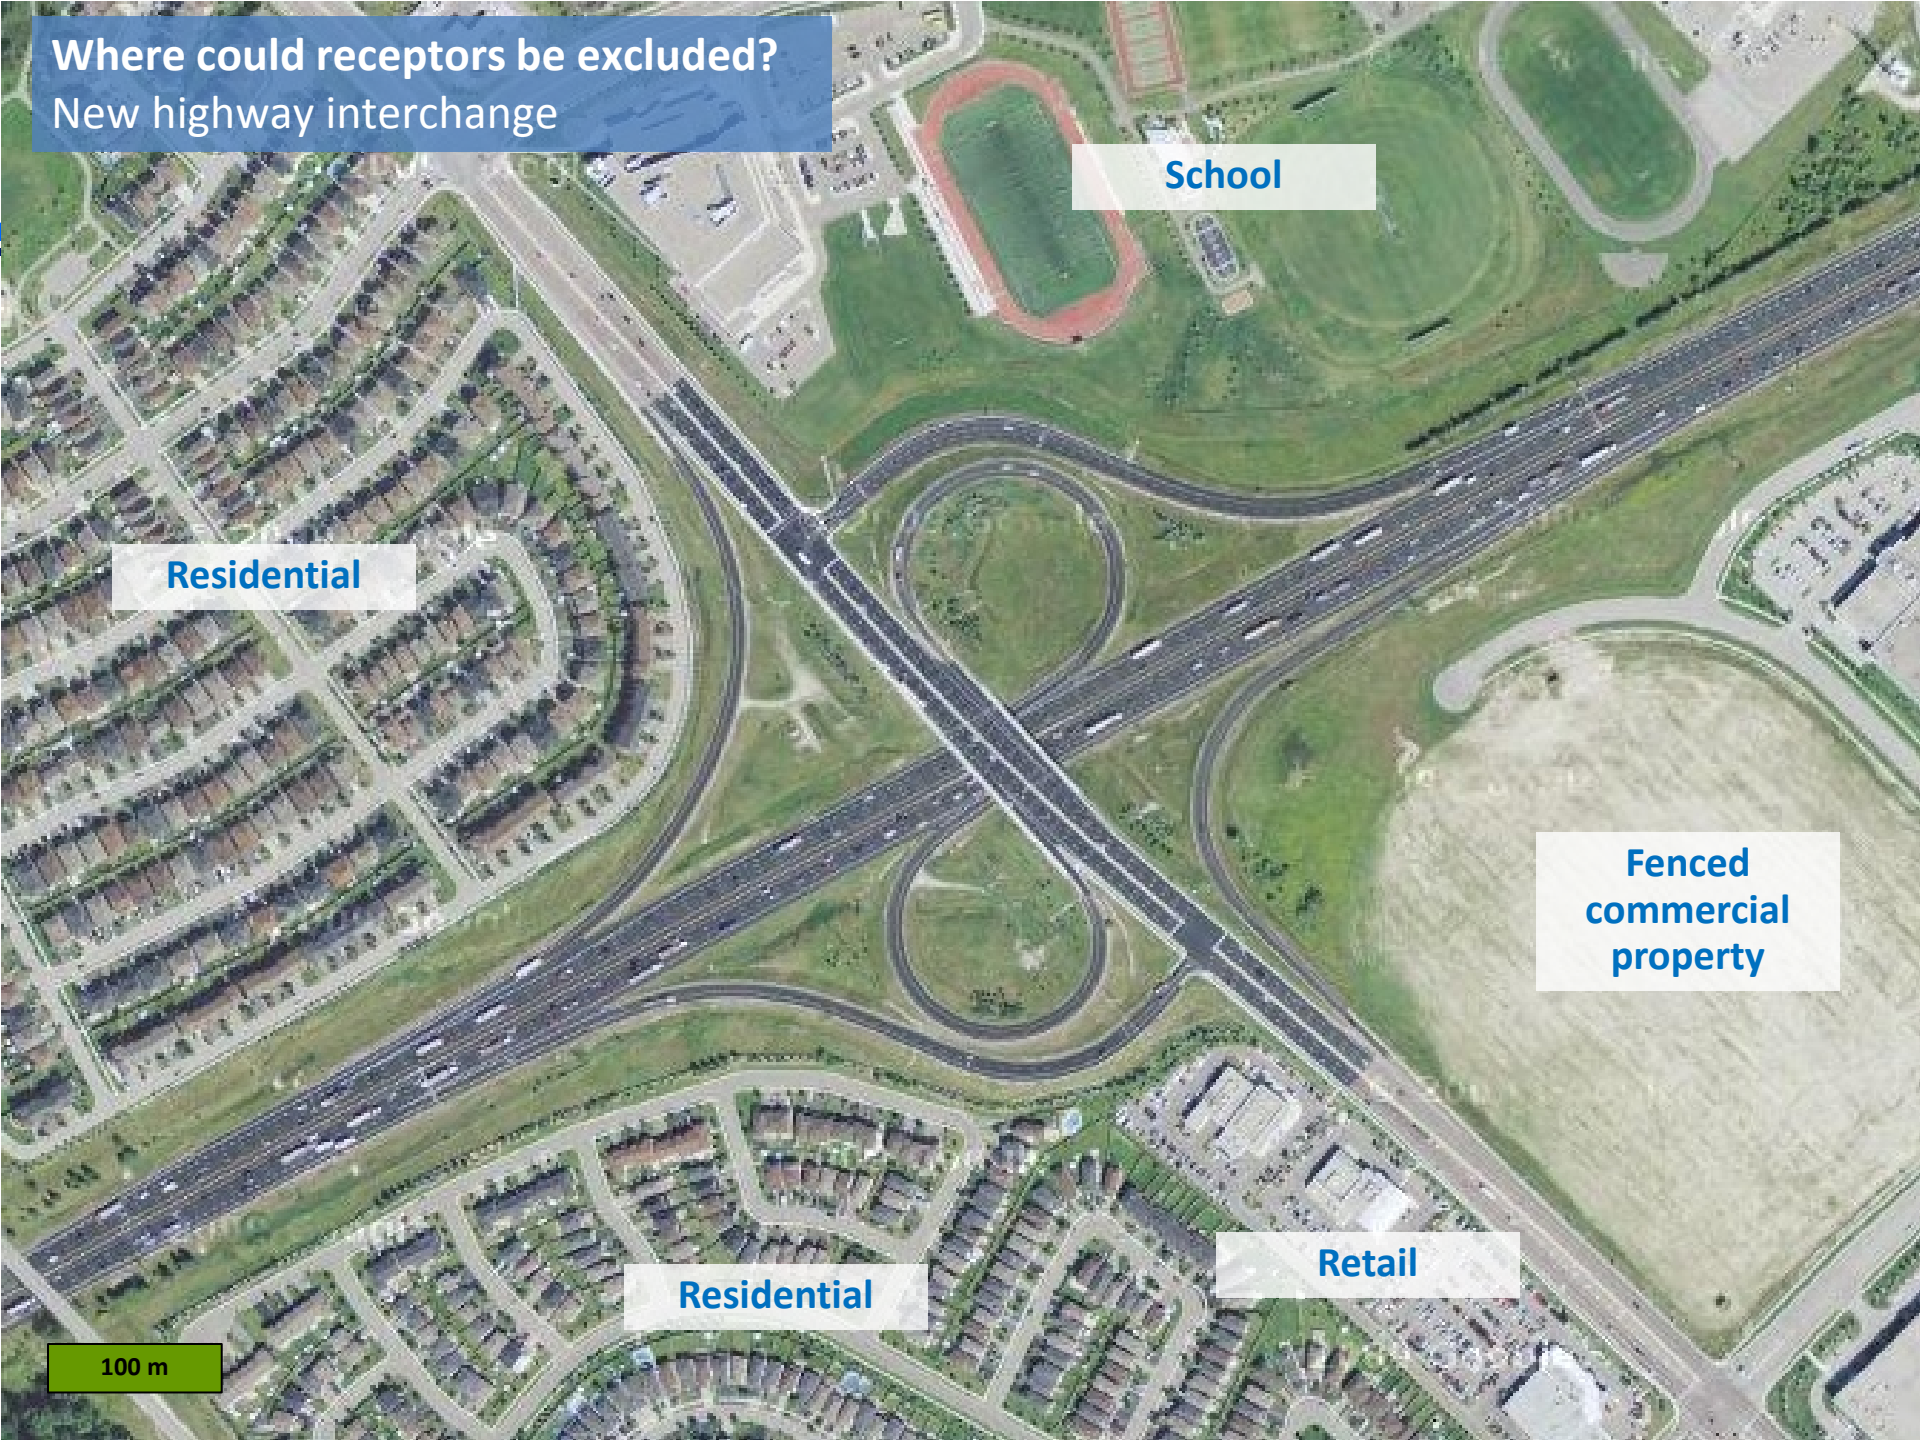 Where could receptors be excluded?
New highway interchange
School
Residential
Fenced
commercial
property
Retail
Residential
100 m